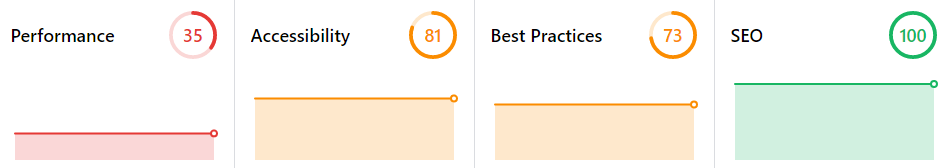 Performance 35
Accessibility 81
Best Practices 73
SEO 100